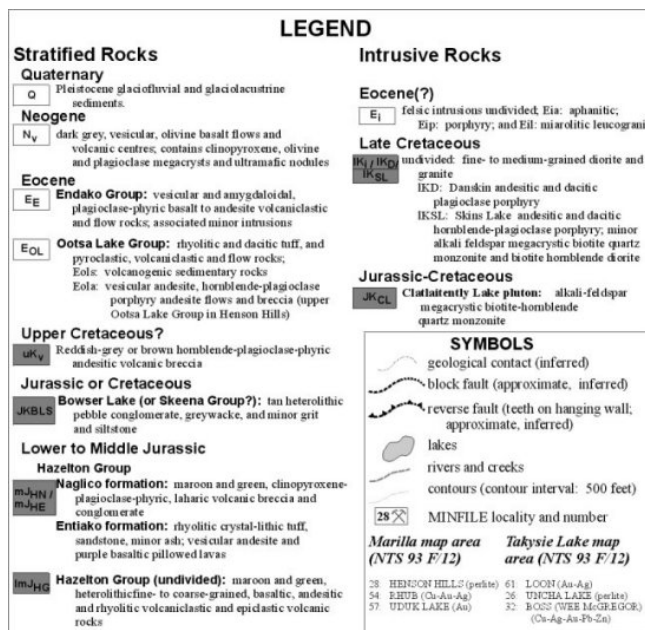 LEGEND
Stratified Rocks
Quaternary
Q
Pleistocene glaciofluvial and glaciolacustrine
sediments.
Neogene
Nv
dark grey, vesicular, olivine basalt flows and
volcanic centres; contains clinopyroxene, olivine
and plagioclase megacrysts and ultramafic nodules
Eocene
EE
Endako Group: vesicular and amygdaloidal,
plagioclase-phyric basalt to andesite volcaniclastic
and flow rocks; associated minor intrusions
EOL
Ootsa Lake Group: rhyolitic and dacitic tuff, and
pyroclastic, volcaniclastic and flow rocks;
Eols: volcanogenic sedimentary rocks
Eola: vesicular andesite, hornblende-plagioclase
porphyry andesite flows and breccia (upper
Ootsa Lake Group in Henson Hills)
Upper Cretaceous?
uKv
Reddish-grey or brown hornblende-plagioclase-phyric
andesitic volcanic breccia
Jurassic or Cretaceous
JKBLS
Bowser Lake (or Skeena Group?): tan heterolithic
pebble conglomerate, greywacke, and minor grit
and siltstone
Lower to Middle Jurassic
Hazelton Group
mJHN /
mJHE
Naglico formation: maroon and green, clinopyroxene-
plagioclase-phyric, laharic volcanic breccia and
conglomerate
Entiako formation: rhyolitic crystal-lithic tuff,
sandstone, minor ash; vesicular andesite and
purple basaltic pillowed lavas
lmJHG
Hazelton Group (undivided): maroon and green,
heterolithicfine- to coarse-grained, basaltic, andesitic
and rhyolitic volcaniclastic and epiclastic volcanic
rocks
Intrusive Rocks
Eocene(?)
Ei
felsic intrusions undivided; Eia: aphanitic;
Eip: porphyry; and Eil: miarolitic leucograni
Late Cretaceous
lKi / lKD/
lKSL
undivided: fine- to medium-grained diorite and
granite
lKD: Danskin andesitic and dacitic
plagioclase porphyry
lKSL: Skins Lake andesitic and dacitic
hornblende-plagioclase porphyry; minor
alkali feldspar megacrystic biotite quartz
monzonite and biotite hornblende diorite
Jurassic-Cretaceous
JKCL
Clatlaitently Lake pluton: alkali-feldspar
megacrystic biotite-hornblende
quartz monzonite
SYMBOLS
geological contact (inferred)
block fault (approximate, inferred)
reverse fault (teeth on hanging wall;
approximate, inferred)
lakes
rivers and creeks
contours (contour interval: 500 feet)
28 MINFILE locality and number
Marilla map area
(NTS 93 F/12)
28: HENSON HILLS (perlite)
54: RHUB (Cu-Au-Ag)
57: UDUK LAKE (Au)
Takysie Lake map
area (NTS 93 F/12)
61: LOON (Au-Ag)
26 UNCHA LAKE (perlite)
32: BOSS (WEE McGREGOR)
(Cu-Ag-Au-Pb-Zn)